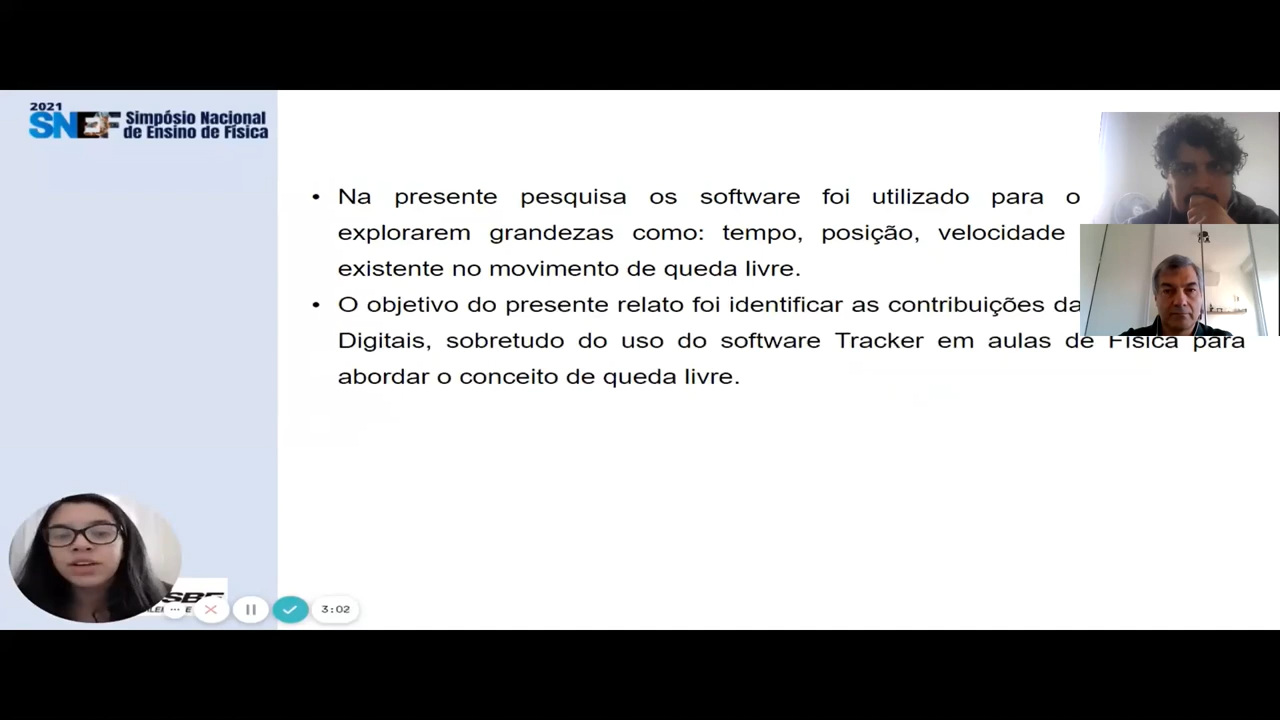 2021
SNEF Simpósio Nacional
de Ensino de Física
• Na presente pesquisa os software foi utilizado para o
explorarem grandezas como: tempo, posição, velocidade
existente no movimento de queda livre.
• O objetivo do presente relato foi identificar as contribuições da
Digitais, sobretudo do uso do software Tracker em aulas de Física para
abordar o conceito de queda livre.
SBF
3:02